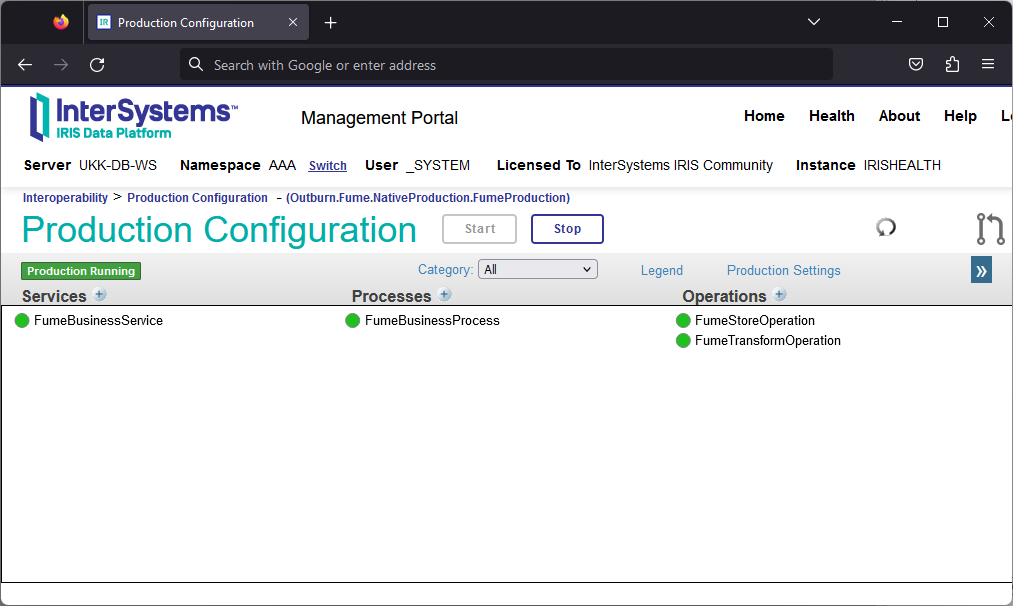 Production Configuration
Search with Google or enter address
InterSystems™
IRIS Data Platform
Management Portal
Home Health About Help
Server UKK-DB-WS Namespace AAA Switch User _SYSTEM Licensed To InterSystems IRIS Community Instance IRISHEALTH
Interoperability > Production Configuration - (Outburn.Fume.NativeProduction.FumeProduction)
Production Configuration Start Stop
Production Running Category: All Legend Production Settings »
Services Processes Operations
FumeBusinessService FumeBusinessProcess FumeStoreOperation
FumeTransformOperation